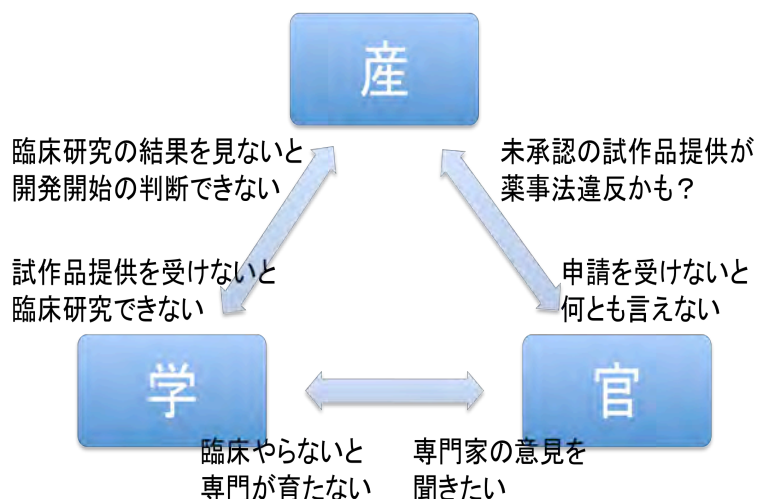 産
臨床研究の結果を見ないと
開発開始の判断できない
未承認の試作品提供が
薬事法違反かも？
試作品提供を受けないと
臨床研究できない
申請を受けないと
何とも言えない
学
官
臨床やらないと
専門が育たない
専門家の意見を
聞きたい